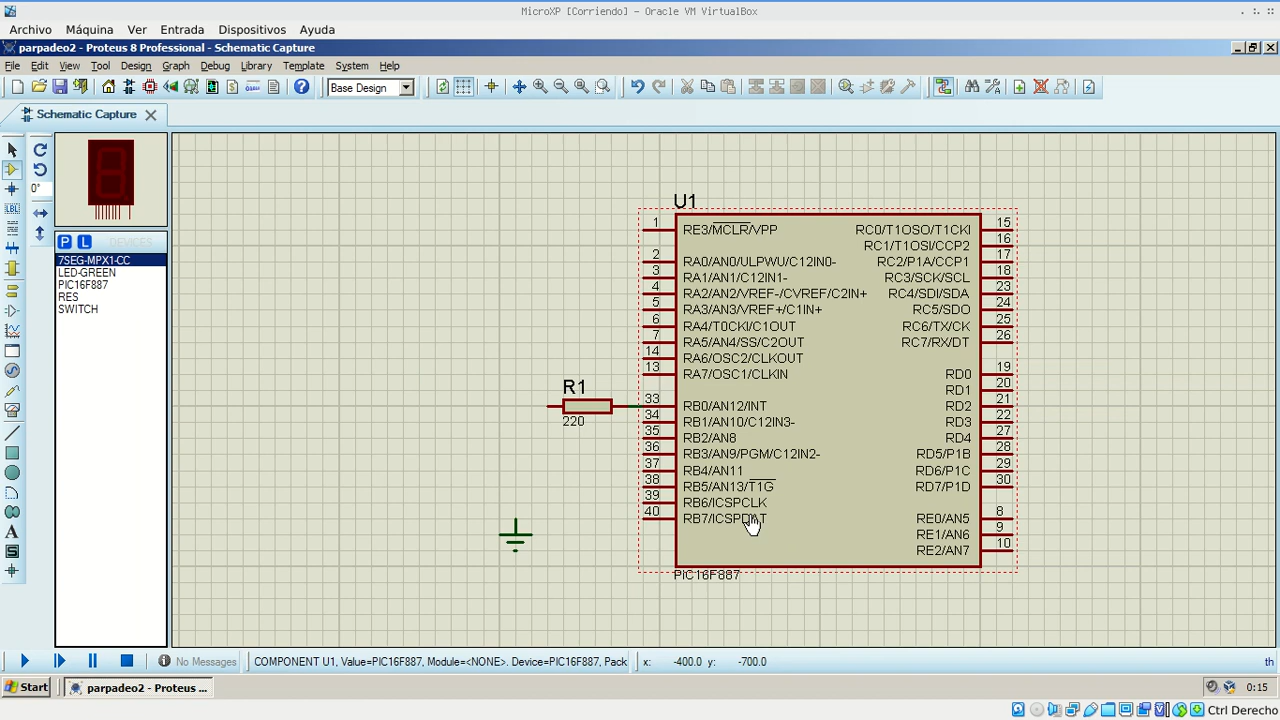 MicroXP [Corriendo] - Oracle VM VirtualBox
Archivo Máquina Ver Entrada Dispositivos Ayuda
parpadeo2 - Proteus 8 Professional - Schematic Capture
File Edit View Tool Design Graph Debug Library Template System Help
Base Design
Schematic Capture
0°
P L DEVICES
7SEG-MPX1-CC
LED-GREEN
PIC16F887
RES
SWITCH
U1
1 RE3/MCLR/VPP RC0/T1OSO/T1CKI 15
RC1/T1OSI/CCP2 16
2 RA0/AN0/ULPWU/C12IN0- RC2/P1A/CCP1 17
3 RA1/AN1/C12IN1- RC3/SCK/SCL 18
4 RA2/AN2/VREF-/CVREF/C2IN+ RC4/SDI/SDA 23
5 RA3/AN3/VREF+/C1IN+ RC5/SDO 24
6 RA4/T0CKI/C1OUT RC6/TX/CK 25
7 RA5/AN4/SS/C2OUT RC7/RX/DT 26
14 RA6/OSC2/CLKOUT
13 RA7/OSC1/CLKIN RD0 19
RD1 20
R1
220
33 RB0/AN12/INT RD2 21
34 RB1/AN10/C12IN3- RD3 22
35 RB2/AN8 RD4 27
36 RB3/AN9/PGM/C12IN2- RD5/P1B 28
37 RB4/AN11 RD6/P1C 29
38 RB5/AN13/T1G RD7/P1D 30
39 RB6/ICSPCLK
40 RB7/ICSPDAT RE0/AN5 8
RE1/AN6 9
RE2/AN7 10
PIC16F887
No Messages COMPONENT U1, Value=PIC16F887, Module=<NONE>. Device=PIC16F887, Pack x: -400.0 y: -700.0 th
Start parpadeo2 - Proteus ... 0:15
Ctrl Derecho